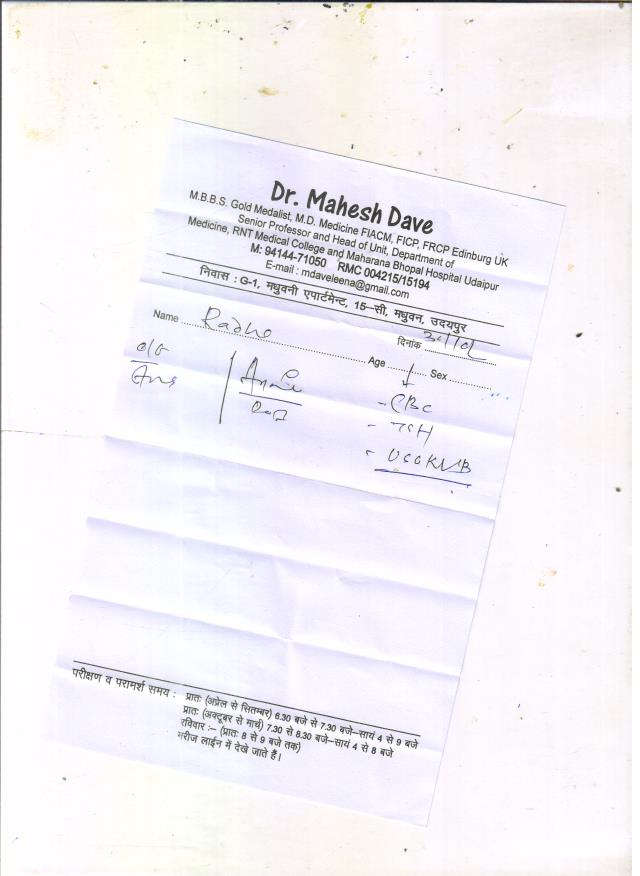 Dr. Mahesh Dave
M.B.B.S. Gold Medalist, M.D. Medicine FIACM, FICP, FRCP Edinburg UK
Senior Professor and Head of Unit, Department of
Medicine, RNT Medical College and Maharana Bhopal Hospital Udaipur
M: 94144-71050 RMC 004215/15194
E-mail : mdaveleena@gmail.com
निवास : G-1, मधुवनी एपार्टमेन्ट, 15–सी, मधुवन, उदयपुर
दिनांक
Name
Age Sex
- CBC
- TSH
परीक्षण व परामर्श समय : प्रातः (अप्रेल से सितम्बर) 6.30 बजे से 7.30 बजे–सायं 4 से 9 बजे
प्रातः (अक्टूबर से मार्च) 7.30 से 8.30 बजे–सायं 4 से 8 बजे
रविवार :– (प्रातः 8 से 9 बजे तक)
मरीज लाईन में देखे जाते हैं।